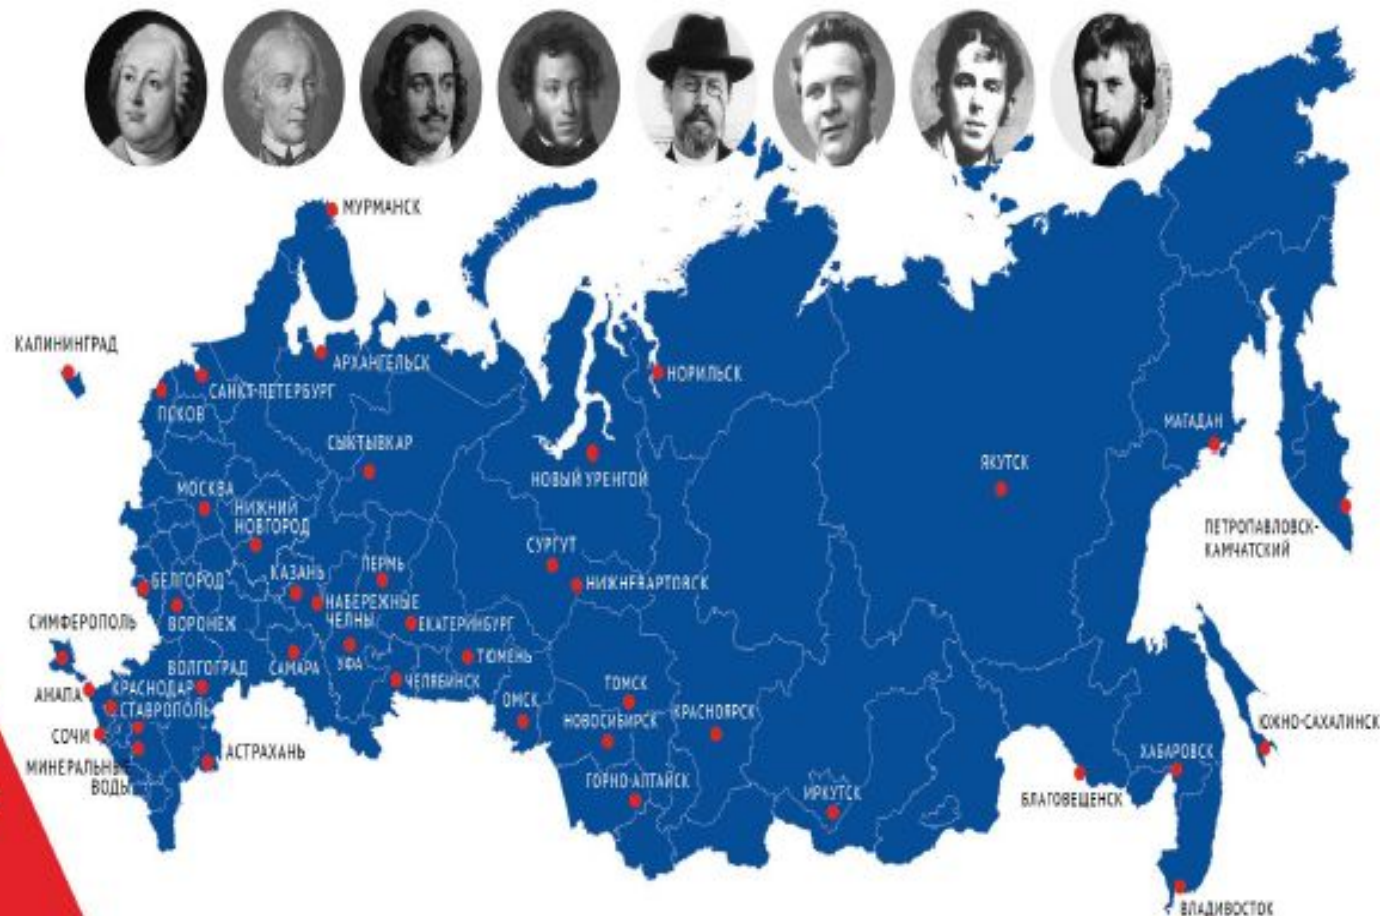 МУРМАНСК
КАЛИНИНГРАД
АРХАНГЕЛЬСК
НОРИЛЬСК
САНКТ-ПЕТЕРБУРГ
ПСКОВ
МАГАДАН
СЫКТЫВКАР
ЯКУТСК
НОВЫЙ УРЕНГОЙ
МОСКВА
НИЖНИЙ
НОВГОРОД
ПЕТРОПАВЛОВСК-
КАМЧАТСКИЙ
СУРГУТ
ПЕРМЬ
КАЗАНЬ
БЕЛГОРОД
НИЖНЕВАРТОВСК
НАБЕРЕЖНЫЕ
ЧЕЛНЫ
СИМФЕРОПОЛЬ
ВОРОНЕЖ
ЕКАТЕРИНБУРГ
ТЮМЕНЬ
ВОЛГОГРАД
САМАРА
УФА
ЧЕЛЯБИНСК
ТОМСК
АНАПА
КРАСНОДАР
СТАВРОПОЛЬ
ОМСК
НОВОСИБИРСК
КРАСНОЯРСК
ЮЖНО-САХАЛИНСК
СОЧИ
АСТРАХАНЬ
ХАБАРОВСК
МИНЕРАЛЬНЫЕ
ВОДЫ
ГОРНО-АЛТАЙСК
ИРКУТСК
БЛАГОВЕЩЕНСК
ВЛАДИВОСТОК